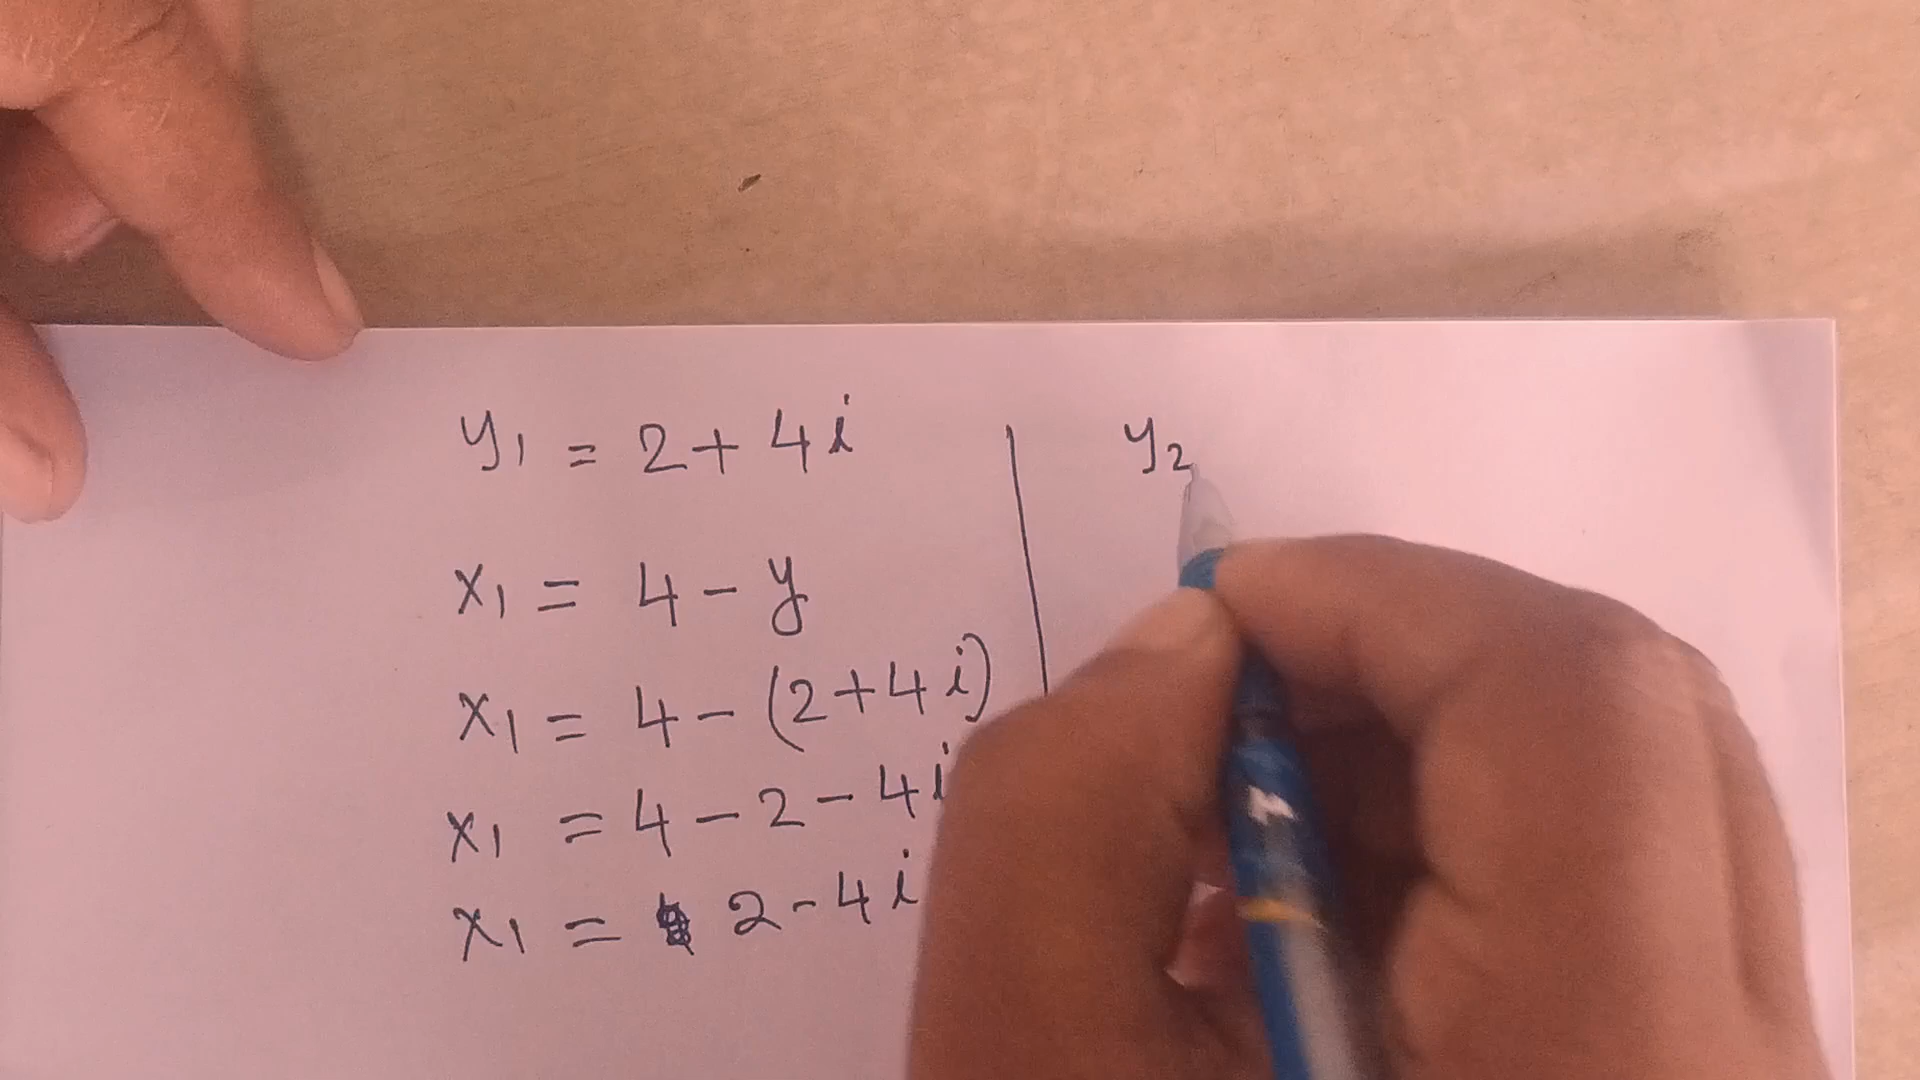 y₁ = 2 + 4i
x₁ = 4 - y
x₁ = 4 - (2+4i)
x₁ = 4 - 2 - 4i
x₁ = 2 - 4i
y₂